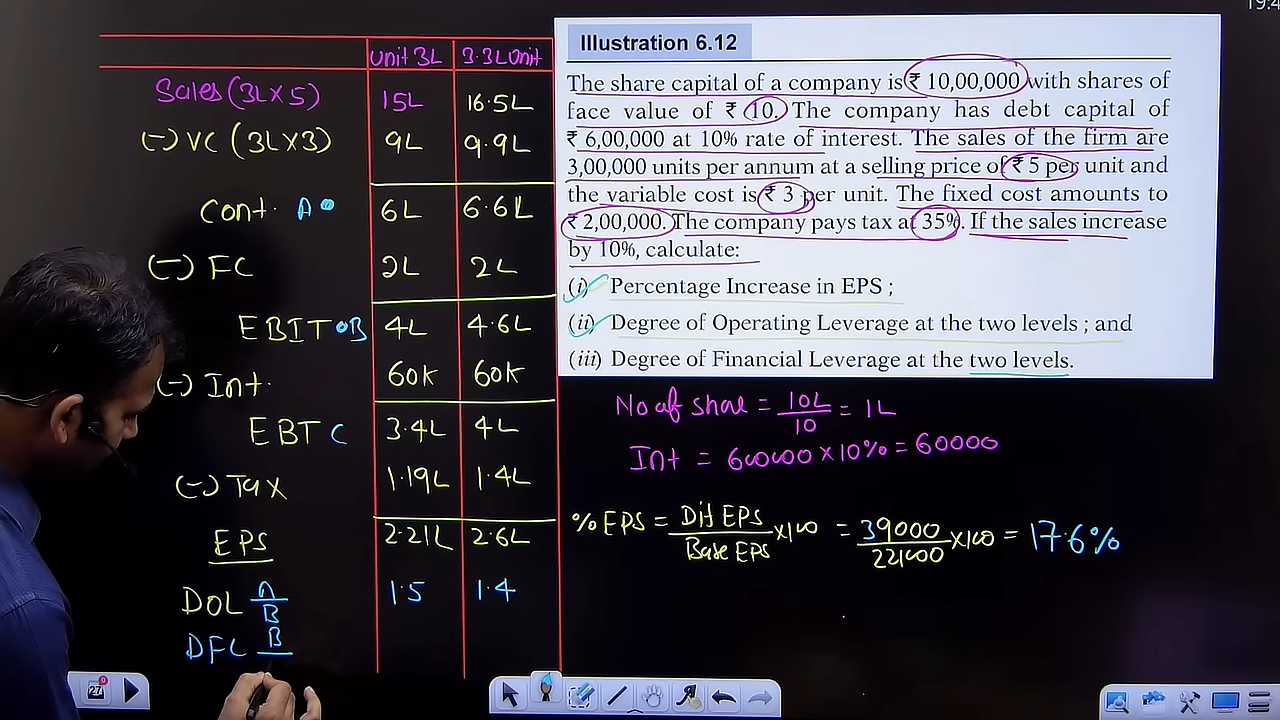 19:4
unit 3L 3.3L unit
Sales (3L×5) 15L 16.5L
(-) VC (3L×3) 9L 9.9L
Cont. A 6L 6.6L
(-) FC 2L 2L
EBIT B 4L 4.6L
(-) Int. 60K 60K
EBT C 3.4L 4L
(-) Tax 1.19L 1.4L
EPS 2.21L 2.6L
DOL A/B 1.5 1.4
DFL B
Illustration 6.12
The share capital of a company is ₹ 10,00,000 with shares of
face value of ₹ 10. The company has debt capital of
₹ 6,00,000 at 10% rate of interest. The sales of the firm are
3,00,000 units per annum at a selling price of ₹ 5 per unit and
the variable cost is ₹ 3 per unit. The fixed cost amounts to
₹ 2,00,000. The company pays tax at 35%. If the sales increase
by 10%, calculate:
(i) Percentage Increase in EPS ;
(ii) Degree of Operating Leverage at the two levels ; and
(iii) Degree of Financial Leverage at the two levels.
No of share = 10L/10 = 1L
Int = 600000 × 10% = 60000
% EPS = Dif EPS/Base EPS ×100 = 39000/221000 ×100 = 17.6%
27 0